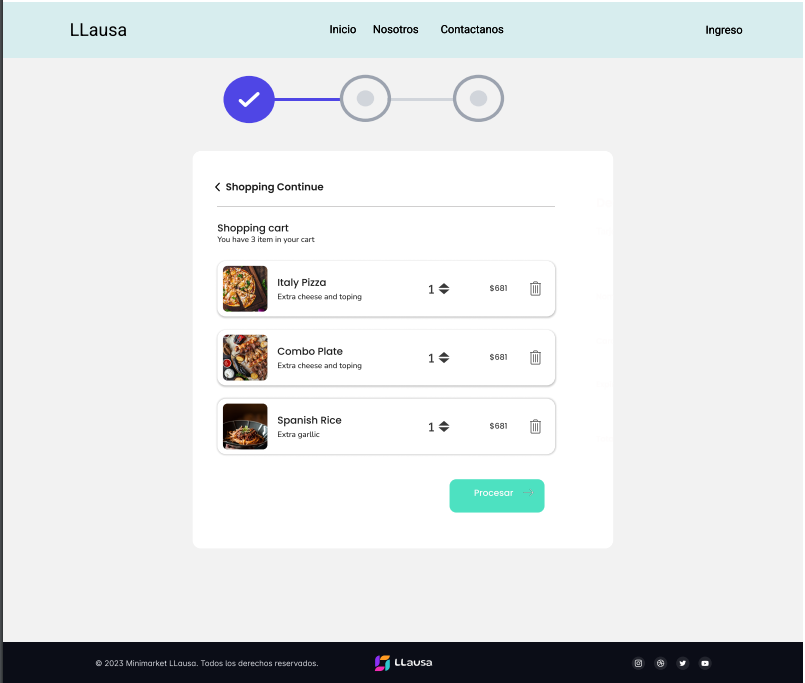 LLausa
Inicio Nosotros Contactanos
Ingreso
Shopping Continue
Shopping cart
You have 3 item in your cart
Italy Pizza
Extra cheese and toping
1
$681
Combo Plate
Extra cheese and toping
1
$681
Spanish Rice
Extra garllic
1
$681
Procesar
© 2023 Minimarket LLausa. Todos los derechos reservados.
LLausa